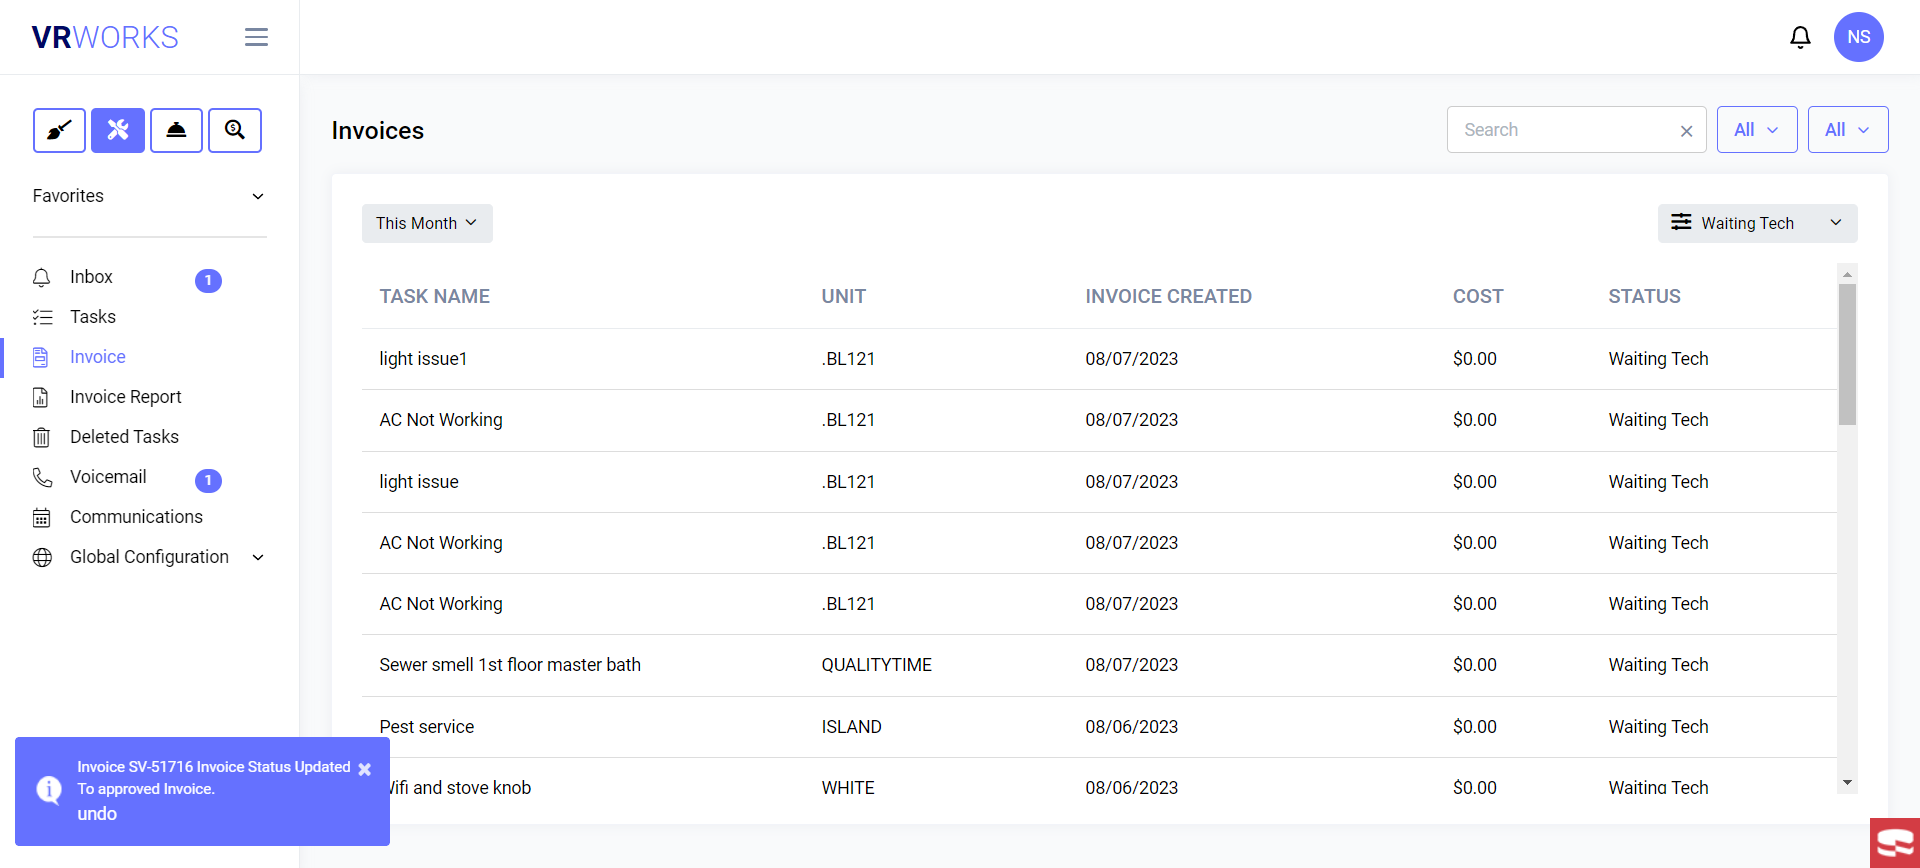 VRWORKS
NS
Favorites
Inbox 1
Tasks
Invoice
Invoice Report
Deleted Tasks
Voicemail 1
Communications
Global Configuration
Invoices
Search
All
All
This Month
Waiting Tech
TASK NAME UNIT INVOICE CREATED COST STATUS
light issue1 .BL121 08/07/2023 $0.00 Waiting Tech
AC Not Working .BL121 08/07/2023 $0.00 Waiting Tech
light issue .BL121 08/07/2023 $0.00 Waiting Tech
AC Not Working .BL121 08/07/2023 $0.00 Waiting Tech
AC Not Working .BL121 08/07/2023 $0.00 Waiting Tech
Sewer smell 1st floor master bath QUALITYTIME 08/07/2023 $0.00 Waiting Tech
Pest service ISLAND 08/06/2023 $0.00 Waiting Tech
Wifi and stove knob WHITE 08/06/2023 $0.00 Waiting Tech
Invoice SV-51716 Invoice Status Updated
To approved Invoice.
undo